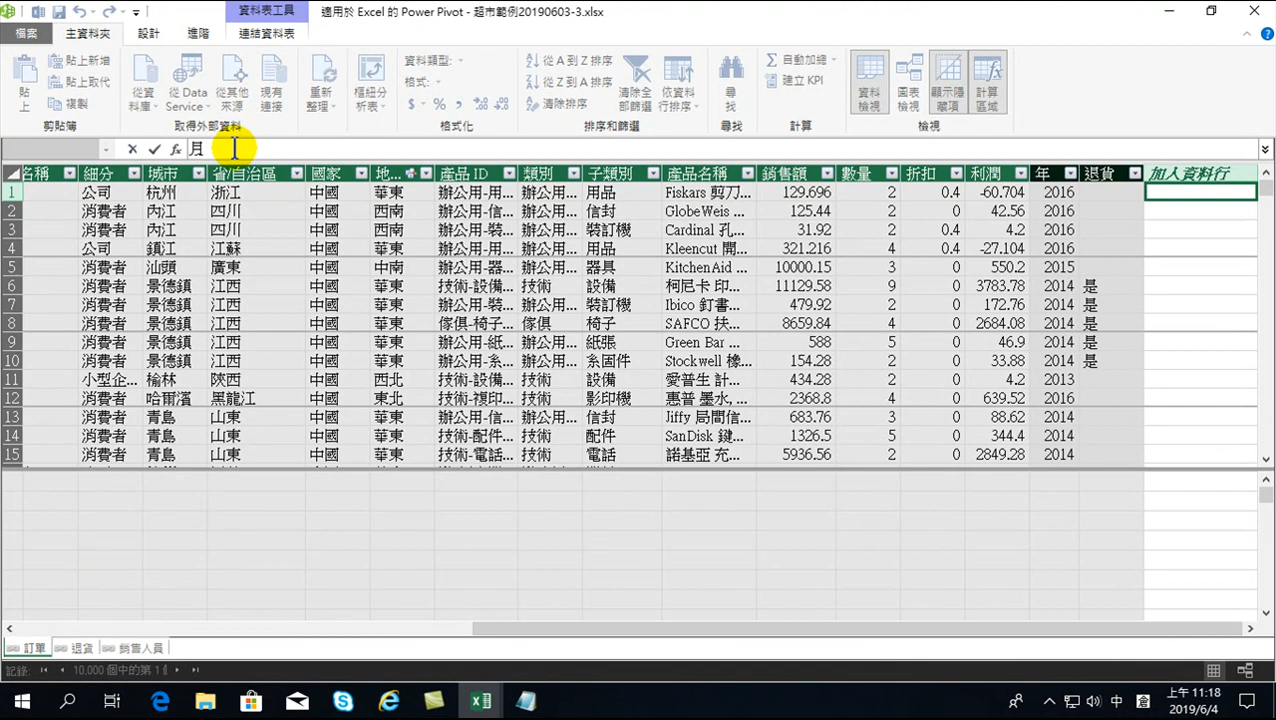 資料表工具 適用於 Excel 的 Power Pivot - 超市範例20190603-3.xlsx
檔案 主資料夾 設計 進階 連結資料表
貼上 貼上新增 貼上取代 複製
從資料庫 從 Data Service 從其他來源 現有連接
重新整理 樞紐分析表
資料類型: 格式: $ % , .00 .00
從 A 到 Z 排序 從 Z 到 A 排序 清除排序 清除全部篩選 依資料行排序
尋找
自動加總 建立 KPI
資料檢視 圖表檢視 顯示隱藏項 計算區域
剪貼簿 取得外部資料 格式化 排序和篩選 尋找 計算 檢視
fx 月
名稱 細分 城市 省/自治區 國家 地... 產品 ID 類別 子類別 產品名稱 銷售額 數量 折扣 利潤 年 退貨 加入資料行
1 公司 杭州 浙江 中國 華東 辦公用-用... 辦公用... 用品 Fiskars 剪刀... 129.696 2 0.4 -60.704 2016
2 消費者 內江 四川 中國 西南 辦公用-信... 辦公用... 信封 GlobeWeis ... 125.44 2 0 42.56 2016
3 消費者 內江 四川 中國 西南 辦公用-裝... 辦公用... 裝訂機 Cardinal 孔... 31.92 2 0 4.2 2016
4 公司 鎮江 江蘇 中國 華東 辦公用-用... 辦公用... 用品 Kleencut 開... 321.216 4 0.4 -27.104 2016
5 消費者 汕頭 廣東 中國 中南 辦公用-器... 辦公用... 器具 KitchenAid ... 10000.15 3 0 550.2 2015
6 消費者 景德鎮 江西 中國 華東 技術-設備... 技術 設備 柯尼卡 印... 11129.58 9 0 3783.78 2014 是
7 消費者 景德鎮 江西 中國 華東 辦公用-裝... 辦公用... 裝訂機 Ibico 釘書... 479.92 2 0 172.76 2014 是
8 消費者 景德鎮 江西 中國 華東 傢俱-椅子... 傢俱 椅子 SAFCO 扶... 8659.84 4 0 2684.08 2014 是
9 消費者 景德鎮 江西 中國 華東 辦公用-紙... 辦公用... 紙張 Green Bar ... 588 5 0 46.9 2014 是
10 消費者 景德鎮 江西 中國 華東 辦公用-系... 辦公用... 系固件 Stockwell 橡... 154.28 2 0 33.88 2014 是
11 小型企... 榆林 陝西 中國 西北 技術-設備... 技術 設備 愛普生 計... 434.28 2 0 4.2 2013
12 消費者 哈爾濱 黑龍江 中國 東北 技術-複印... 技術 影印機 惠普 墨水,... 2368.8 4 0 639.52 2016
13 消費者 青島 山東 中國 華東 辦公用-信... 辦公用... 信封 Jiffy 局間信... 683.76 3 0 88.62 2014
14 消費者 青島 山東 中國 華東 技術-配件... 技術 配件 SanDisk 鍵... 1326.5 5 0 344.4 2014
15 消費者 青島 山東 中國 華東 技術-電話... 技術 電話 諾基亞 充... 5936.56 2 0 2849.28 2014
訂單 退貨 銷售人員
記錄: 10,000 個中的第 1 個
中 倉 上午 11:18
2019/6/4